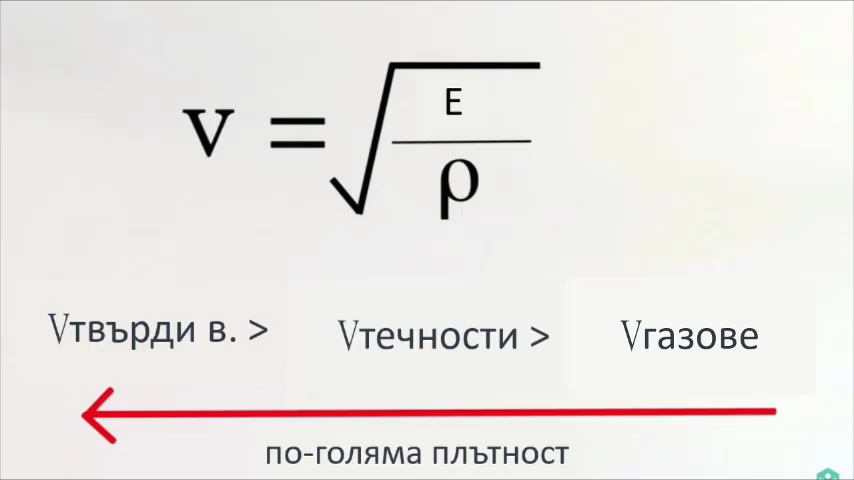 v = √(E/ρ)
Vтвърди в. > Vтечности > Vгазове
по-голяма плътност